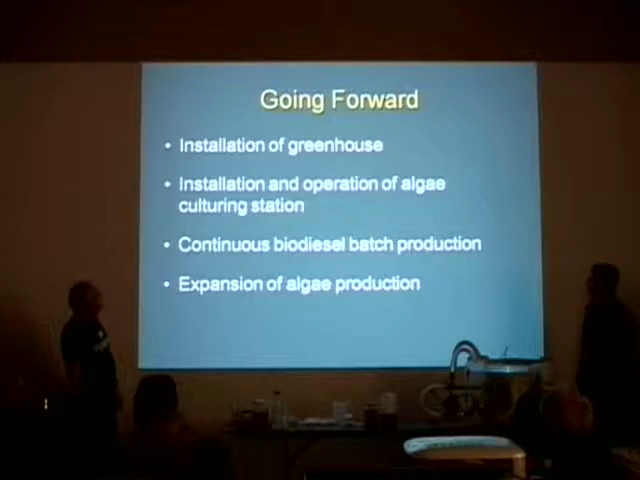 Going Forward
• Installation of greenhouse
• Installation and operation of algae
culturing station
• Continuous biodiesel batch production
• Expansion of algae production